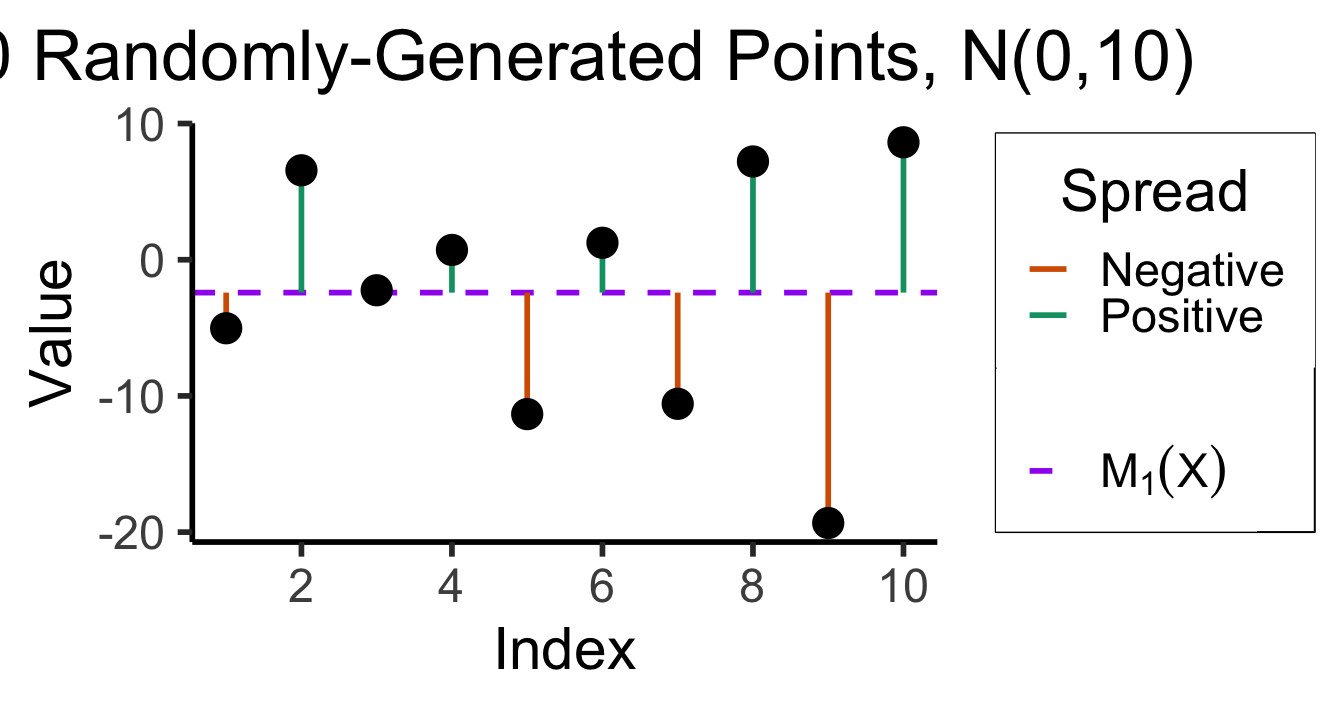 0 Randomly-Generated Points, N(0,10)
10
0
-10
-20
Value
2 4 6 8 10
Index
Spread
Negative
Positive
M₁(X)